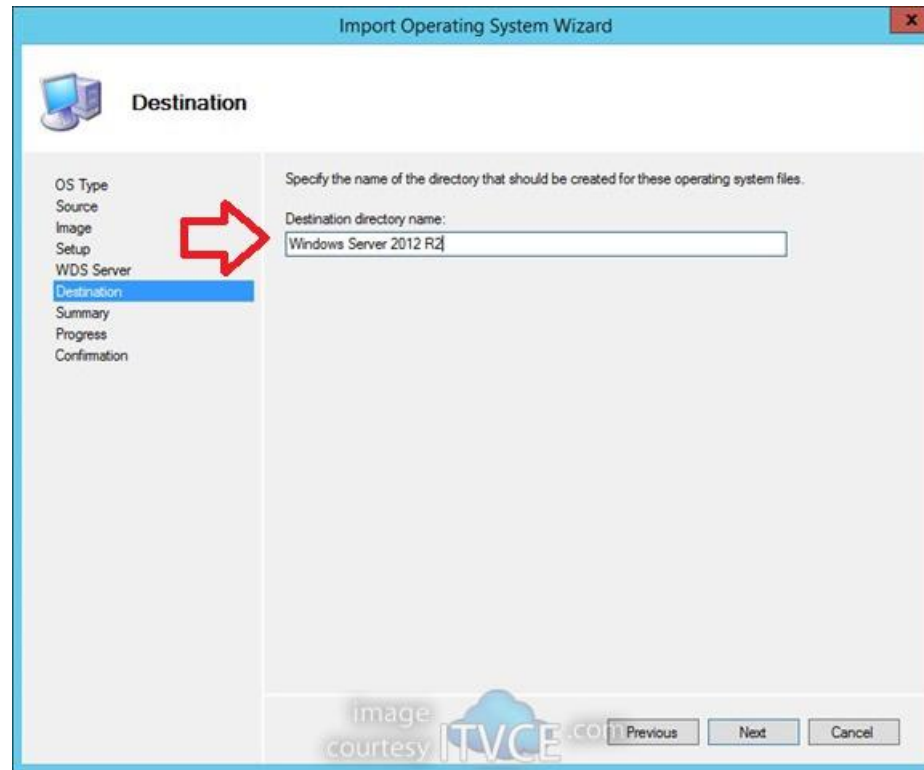 Import Operating System Wizard
x
Destination
OS Type
Source
Image
Setup
WDS Server
Destination
Summary
Progress
Confirmation
Specify the name of the directory that should be created for these operating system files.
Destination directory name:
Windows Server 2012 R2
image
courtesy ITVCE.com
Previous Next Cancel